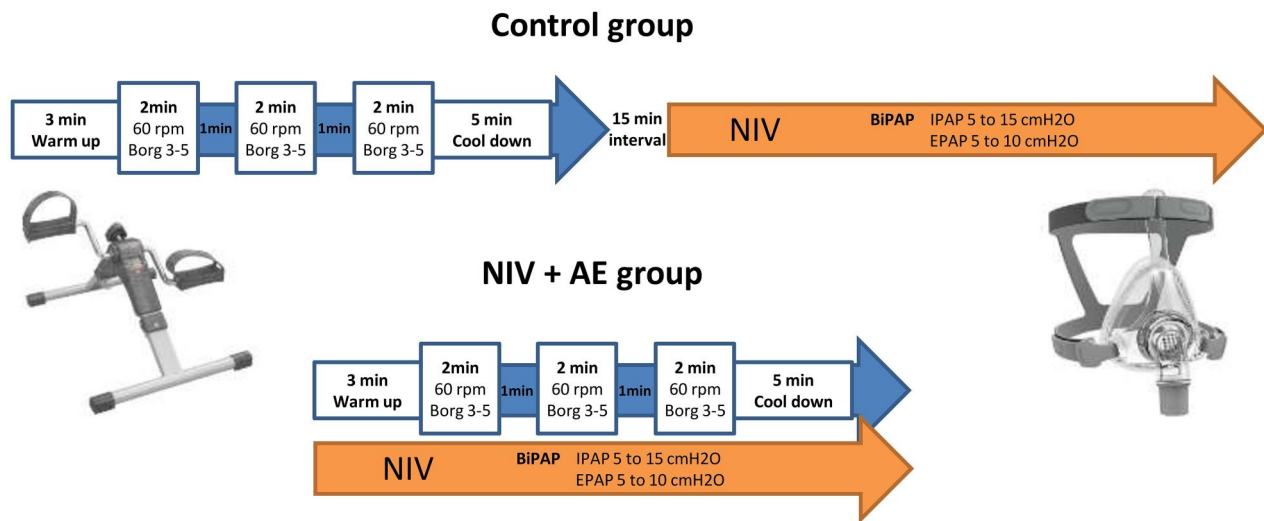 Control group
3 min
Warm up
2min
60 rpm
Borg 3-5
1min
2 min
60 rpm
Borg 3-5
1min
2 min
60 rpm
Borg 3-5
5 min
Cool down
15 min
interval
NIV
BiPAP IPAP 5 to 15 cmH2O
EPAP 5 to 10 cmH2O
NIV + AE group
3 min
Warm up
2min
60 rpm
Borg 3-5
1min
2 min
60 rpm
Borg 3-5
1min
2 min
60 rpm
Borg 3-5
5 min
Cool down
NIV
BiPAP IPAP 5 to 15 cmH2O
EPAP 5 to 10 cmH2O